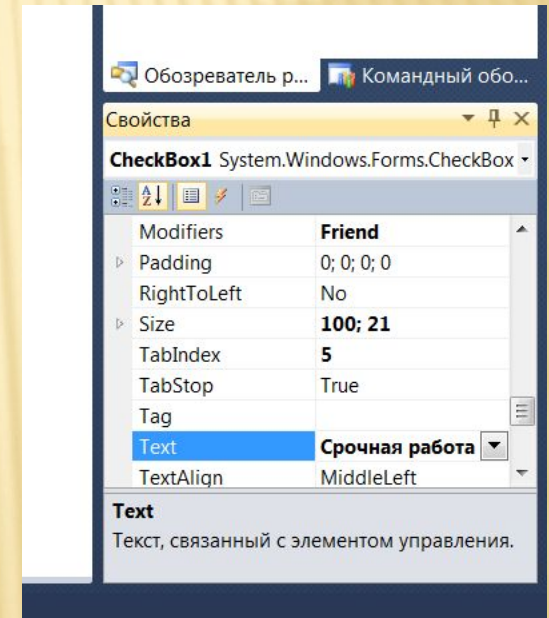 Обозреватель р... Командный обо...
Свойства
CheckBox1 System.Windows.Forms.CheckBox
Modifiers Friend
Padding 0; 0; 0; 0
RightToLeft No
Size 100; 21
TabIndex 5
TabStop True
Tag
Text Срочная работа
TextAlign MiddleLeft
Text
Текст, связанный с элементом управления.